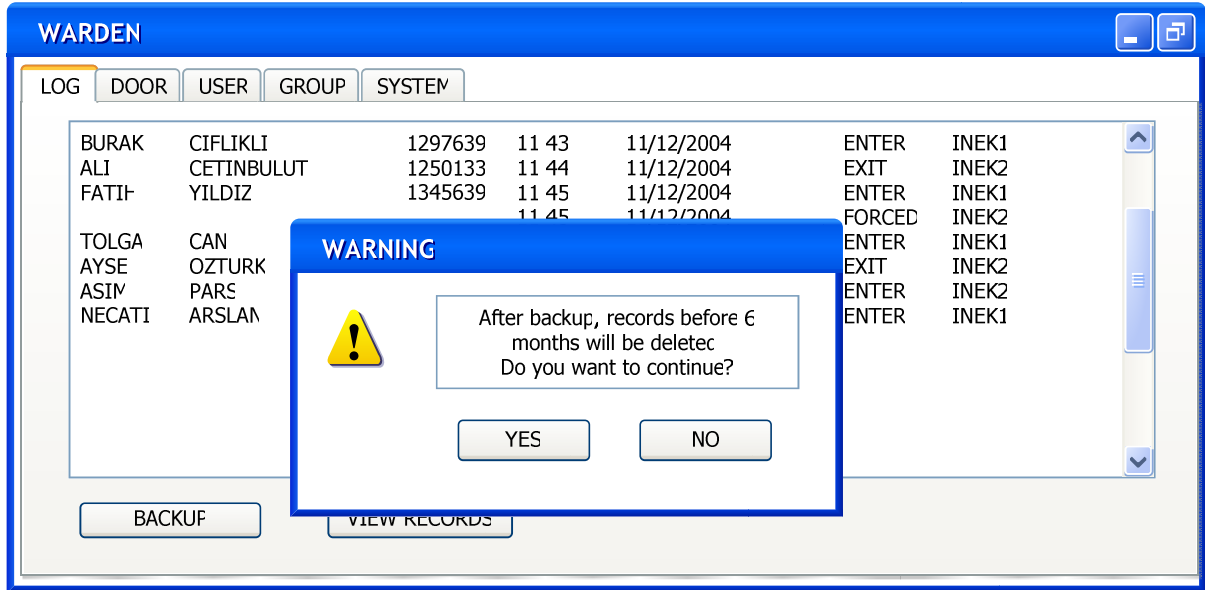 WARDEN
LOG DOOR USER GROUP SYSTEM
BURAK CIFLIKLI 1297639 11 43 11/12/2004 ENTER INEK1
ALI CETINBULUT 1250133 11 44 11/12/2004 EXIT INEK2
FATIH YILDIZ 1345639 11 45 11/12/2004 ENTER INEK1
11 45 11/12/2004 FORCED INEK2
TOLGA CAN ENTER INEK1
AYSE OZTURK EXIT INEK2
ASIM PARS ENTER INEK2
NECATI ARSLAN ENTER INEK1
WARNING
After backup, records before 6
months will be deleted
Do you want to continue?
YES NO
BACKUP VIEW RECORDS